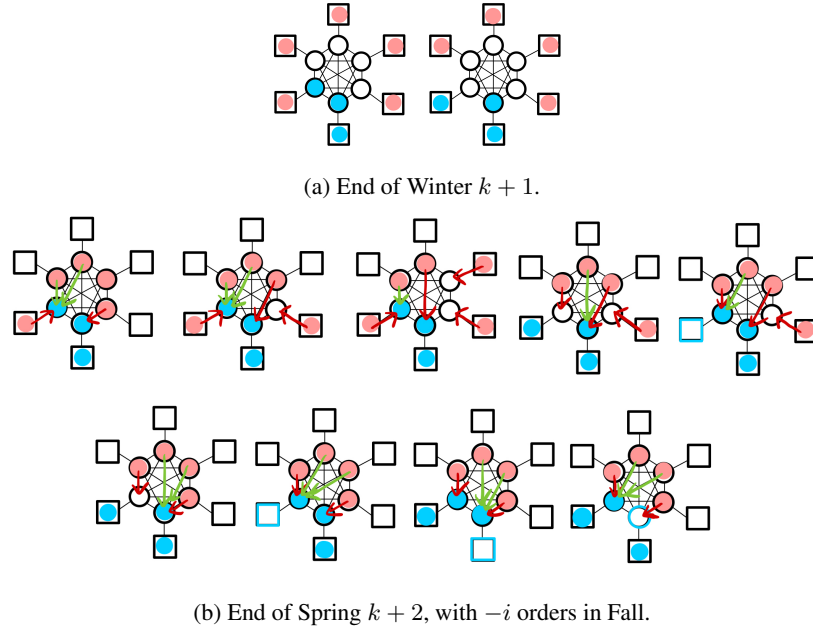 (a) End of Winter k + 1.
(b) End of Spring k + 2, with −i orders in Fall.